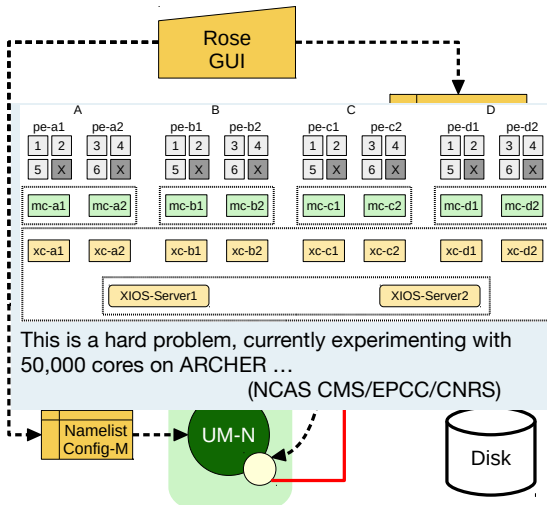 Rose
GUI
A B C D
pe-a1 pe-a2 pe-b1 pe-b2 pe-c1 pe-c2 pe-d1 pe-d2
1 2 3 4 1 2 3 4 1 2 3 4 1 2 3 4
5 X 6 X 5 X 6 X 5 X 6 X 5 X 6 X
mc-a1 mc-a2 mc-b1 mc-b2 mc-c1 mc-c2 mc-d1 mc-d2
xc-a1 xc-a2 xc-b1 xc-b2 xc-c1 xc-c2 xc-d1 xc-d2
XIOS-Server1 XIOS-Server2
This is a hard problem, currently experimenting with
50,000 cores on ARCHER …
(NCAS CMS/EPCC/CNRS)
Namelist
Config-M
UM-N
Disk